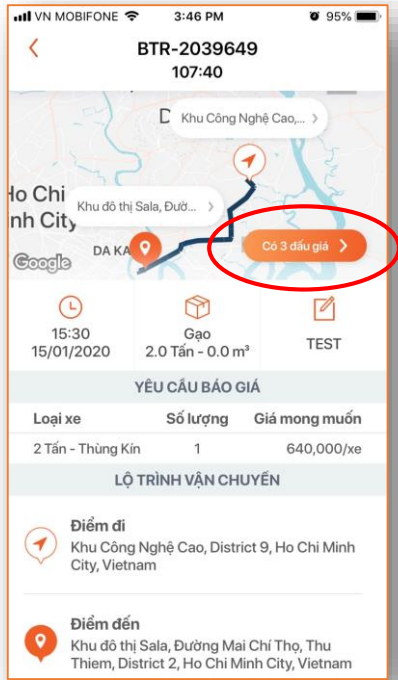 VN MOBIFONE 3:46 PM 95%
BTR-2039649
107:40
Khu Công Nghệ Cao,...
Ho Chi
Minh City
Khu đô thị Sala, Đườ...
DA KA
Có 3 đấu giá
Google
15:30
15/01/2020
Gạo
2.0 Tấn - 0.0 m³
TEST
YÊU CẦU BÁO GIÁ
Loại xe Số lượng Giá mong muốn
2 Tấn - Thùng Kín 1 640,000/xe
LỘ TRÌNH VẬN CHUYỂN
Điểm đi
Khu Công Nghệ Cao, District 9, Ho Chi Minh
City, Vietnam
Điểm đến
Khu đô thị Sala, Đường Mai Chí Thọ, Thu
Thiem, District 2, Ho Chi Minh City, Vietnam